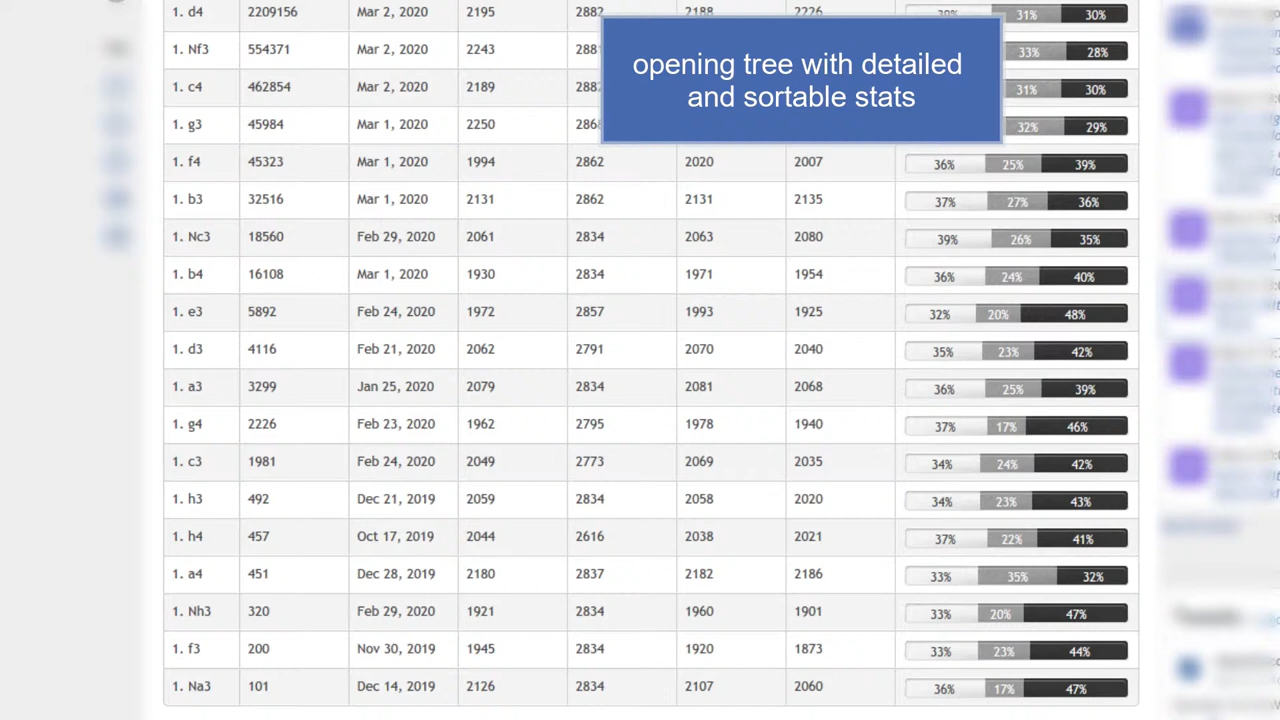 1. d4 2209156 Mar 2, 2020 2195 2882 2188 2226 31% 30%
1. Nf3 554371 Mar 2, 2020 2243 33% 28%
1. c4 462854 Mar 2, 2020 2189 31% 30%
1. g3 45984 Mar 1, 2020 2250 32% 29%
opening tree with detailed
and sortable stats
1. f4 45323 Mar 1, 2020 1994 2862 2020 2007 36% 25% 39%
1. b3 32516 Mar 1, 2020 2131 2862 2131 2135 37% 27% 36%
1. Nc3 18560 Feb 29, 2020 2061 2834 2063 2080 39% 26% 35%
1. b4 16108 Mar 1, 2020 1930 2834 1971 1954 36% 24% 40%
1. e3 5892 Feb 24, 2020 1972 2857 1993 1925 32% 20% 48%
1. d3 4116 Feb 21, 2020 2062 2791 2070 2040 35% 23% 42%
1. a3 3299 Jan 25, 2020 2079 2834 2081 2068 36% 25% 39%
1. g4 2226 Feb 23, 2020 1962 2795 1978 1940 37% 17% 46%
1. c3 1981 Feb 24, 2020 2049 2773 2069 2035 34% 24% 42%
1. h3 492 Dec 21, 2019 2059 2834 2058 2020 34% 23% 43%
1. h4 457 Oct 17, 2019 2044 2616 2038 2021 37% 22% 41%
1. a4 451 Dec 28, 2019 2180 2837 2182 2186 33% 35% 32%
1. Nh3 320 Feb 29, 2020 1921 2834 1960 1901 33% 20% 47%
1. f3 200 Nov 30, 2019 1945 2834 1920 1873 33% 23% 44%
1. Na3 101 Dec 14, 2019 2126 2834 2107 2060 36% 17% 47%